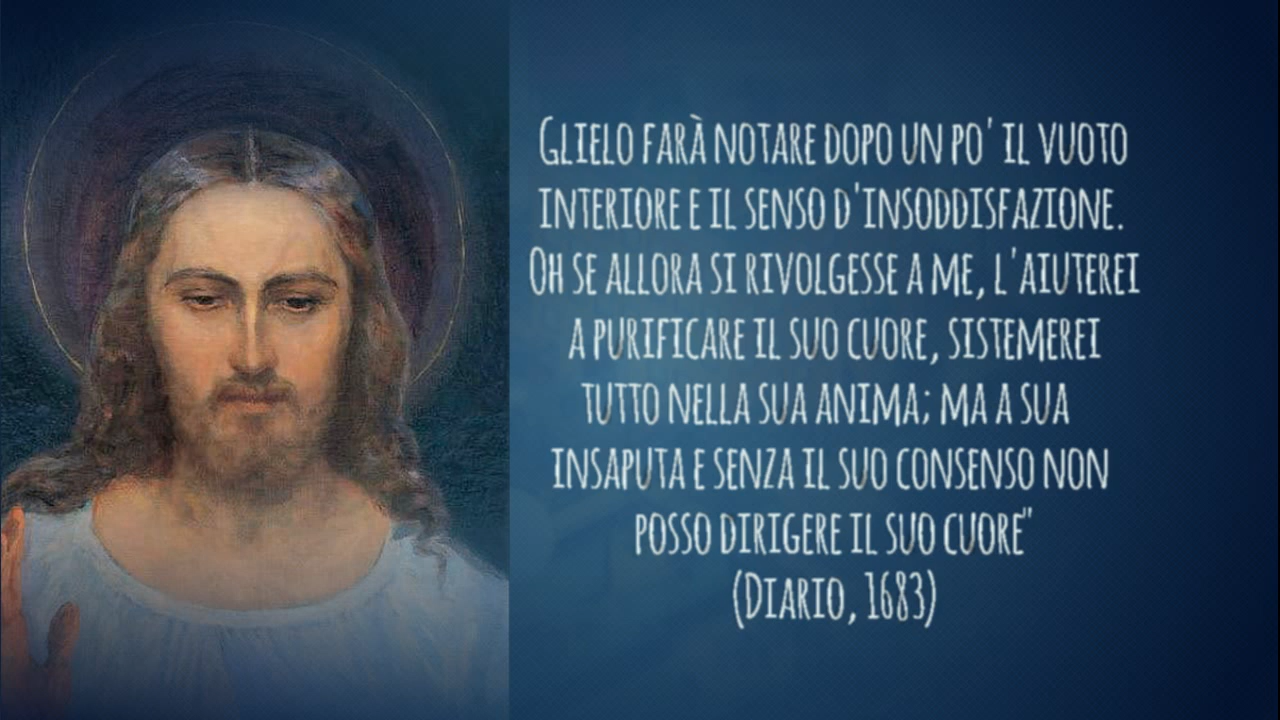 Glielo farà notare dopo un po' il vuoto
interiore e il senso d'insoddisfazione.
Oh se allora si rivolgesse a me, l'aiuterei
a purificare il suo cuore, sistemerei
tutto nella sua anima; ma a sua
insaputa e senza il suo consenso non
posso dirigere il suo cuore"
(Diario, 1683)